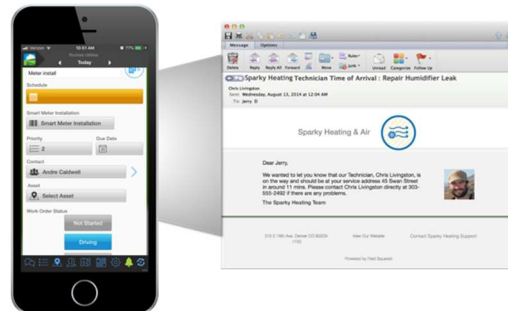 Verizon
10:01 AM
77%
Today
Meter install
Schedule
Smart Meter Installation
Smart Meter Installation
Priority
Due Date
2
Contact
Andre Caldwell
Asset
Select Asset
Work Order Status
Not Started
Driving
Message Options
Delete Reply Reply All Forward Move Rules Junk Unread Categorize Follow Up
Sparky Heating Technician Time of Arrival : Repair Humidifier Leak
Chris Livingston
Sent: Wednesday, August 13, 2014 at 12:04 AM
To: Jerry D
Sparky Heating & Air
Dear Jerry,
We wanted to let you know that our Technician, Chris Livingston, is
on the way and should be at your service address 45 Swan Street
in around 11 mins. Please contact Chris Livingston directly at 303-
555-2492 if there are any problems.
The Sparky Heating Team
View Our Website
Contact Sparky Heating Support
Powered by Field Squared